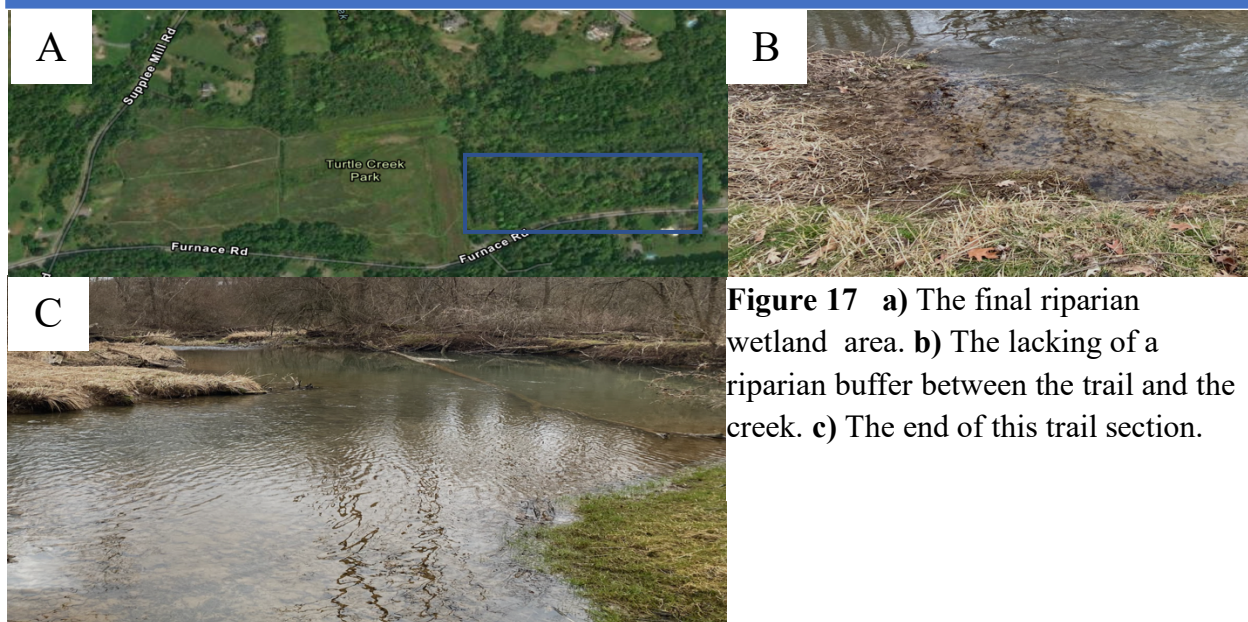 A
Supplee Mill Rd
Turtle Creek
Park
Furnace Rd
Furnace Rd
B
C
Figure 17 a) The final riparian
wetland area. b) The lacking of a
riparian buffer between the trail and the
creek. c) The end of this trail section.